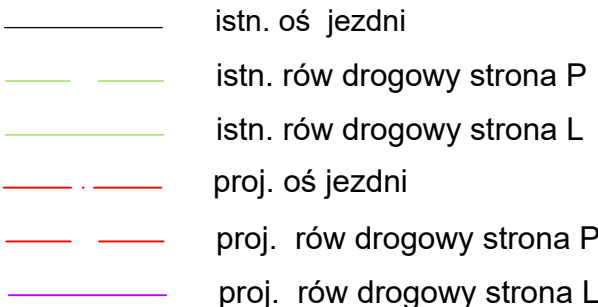 istn. oś jezdni
istn. rów drogowy strona P
istn. rów drogowy strona L
proj. oś jezdni
proj. rów drogowy strona P
proj. rów drogowy strona L